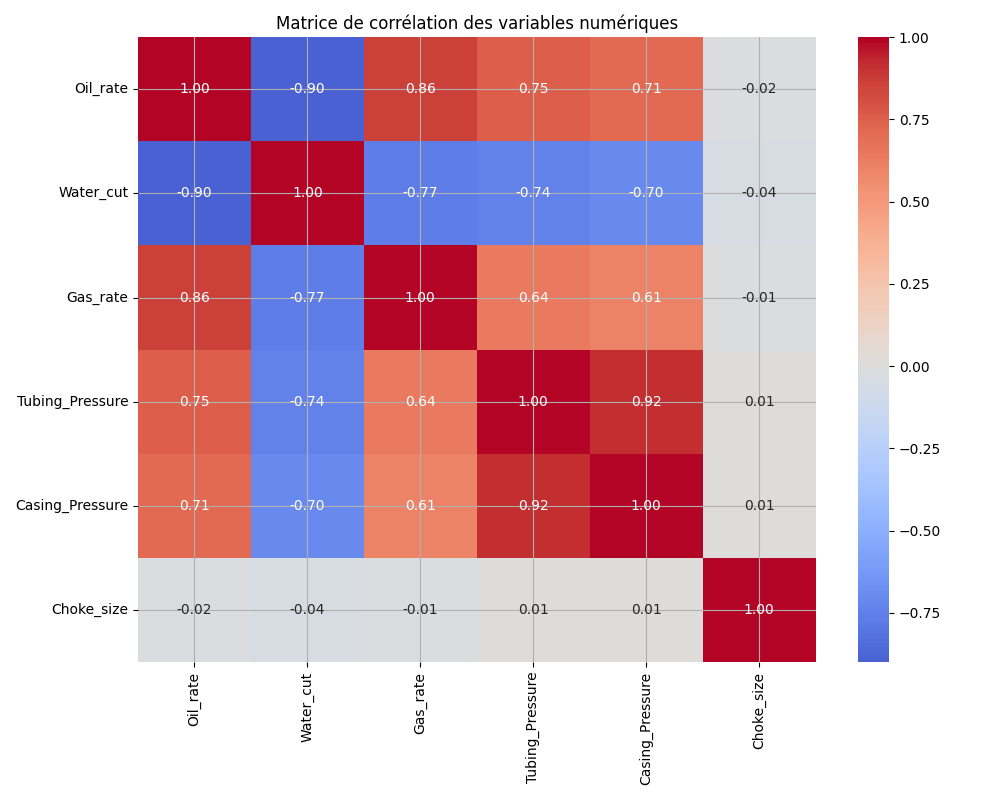 Matrice de corrélation des variables numériques
Oil_rate 1.00 -0.90 0.86 0.75 0.71 -0.02
Water_cut -0.90 1.00 -0.77 -0.74 -0.70 -0.04
Gas_rate 0.86 -0.77 1.00 0.64 0.61 -0.01
Tubing_Pressure 0.75 -0.74 0.64 1.00 0.92 0.01
Casing_Pressure 0.71 -0.70 0.61 0.92 1.00 0.01
Choke_size -0.02 -0.04 -0.01 0.01 0.01 1.00
Oil_rate Water_cut Gas_rate Tubing_Pressure Casing_Pressure Choke_size
1.00
0.75
0.50
0.25
0.00
−0.25
−0.50
−0.75